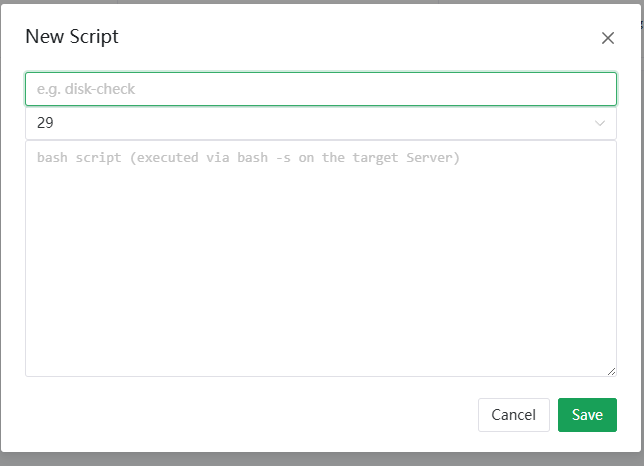 New Script
e.g. disk-check
29
bash script (executed via bash -s on the target Server)
Cancel
Save